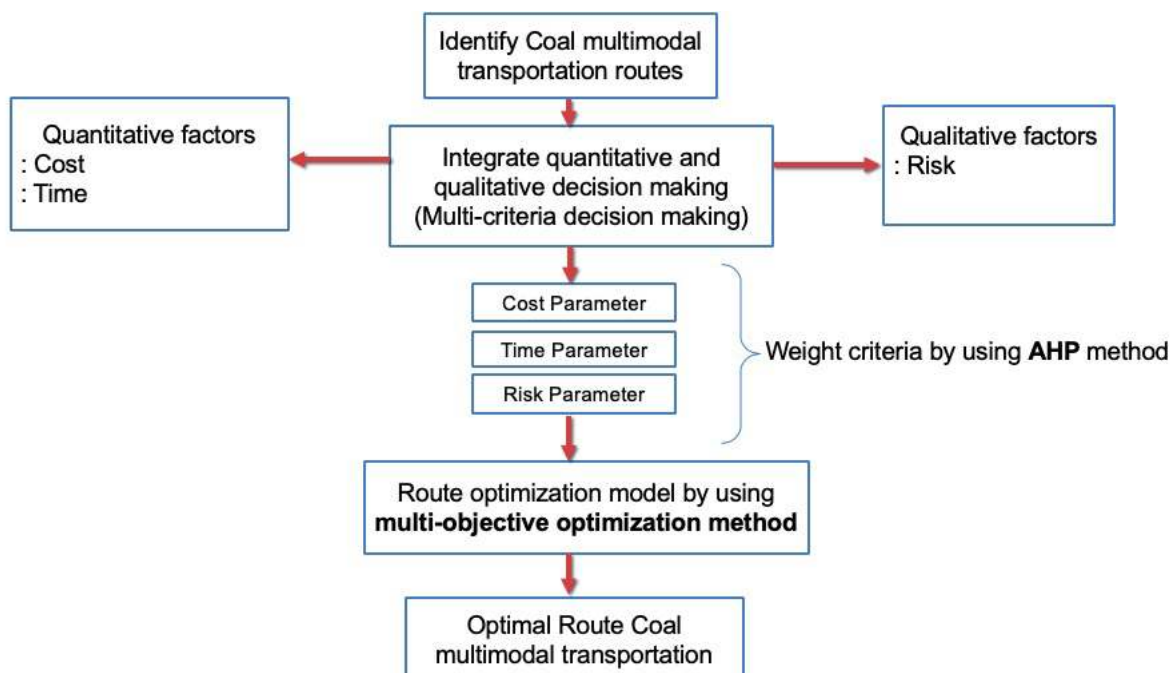 Identify Coal multimodal
transportation routes
Quantitative factors
: Cost
: Time
Integrate quantitative and
qualitative decision making
(Multi-criteria decision making)
Qualitative factors
: Risk
Cost Parameter
Time Parameter
Risk Parameter
Weight criteria by using AHP method
Route optimization model by using
multi-objective optimization method
Optimal Route Coal
multimodal transportation